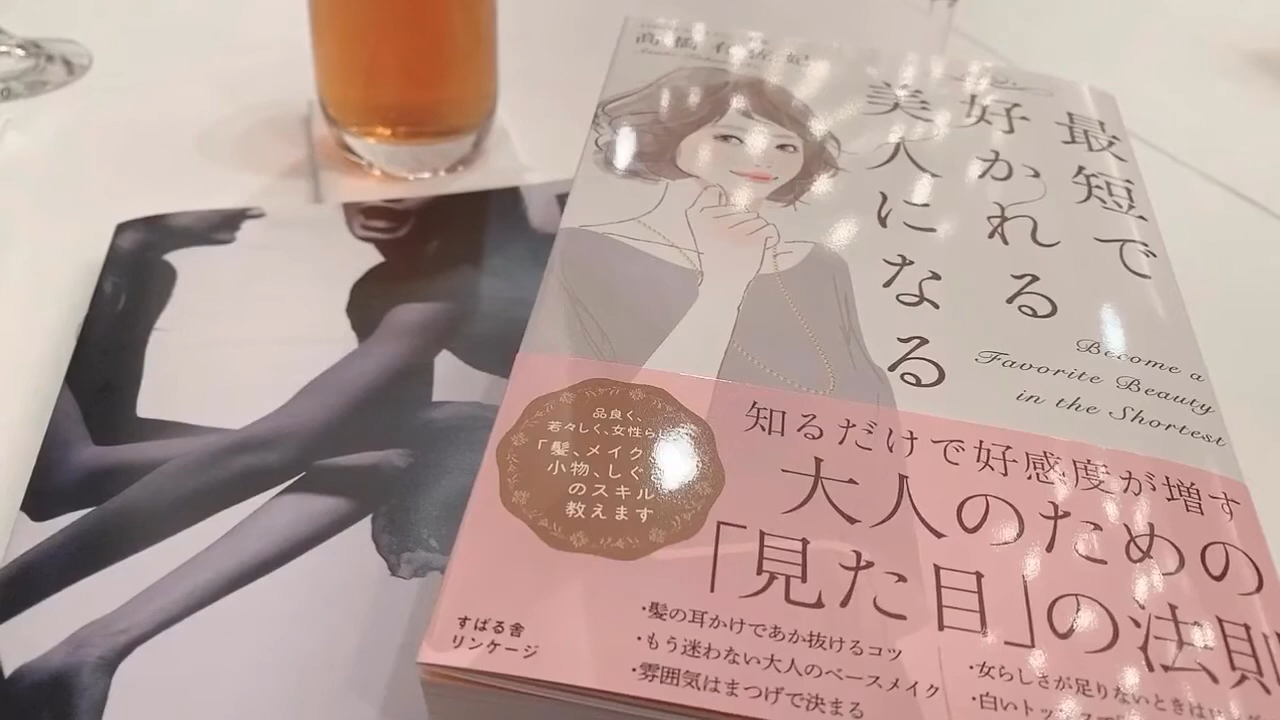 最短で
好かれる
美人になる
Become a
Favorite Beauty
in the Shortest
知るだけで好感度が増す
大人のための
「見た目」の法則
品良く、
若々しく、女性ら
「髪、メイク
小物、しぐ
のスキル
教えます
・髪の耳かけであか抜けるコツ
・もう迷わない大人のベースメイク
・雰囲気はまつげで決まる
・女らしさが足りないときは
・白いトップス
すばる舎
リンケージ